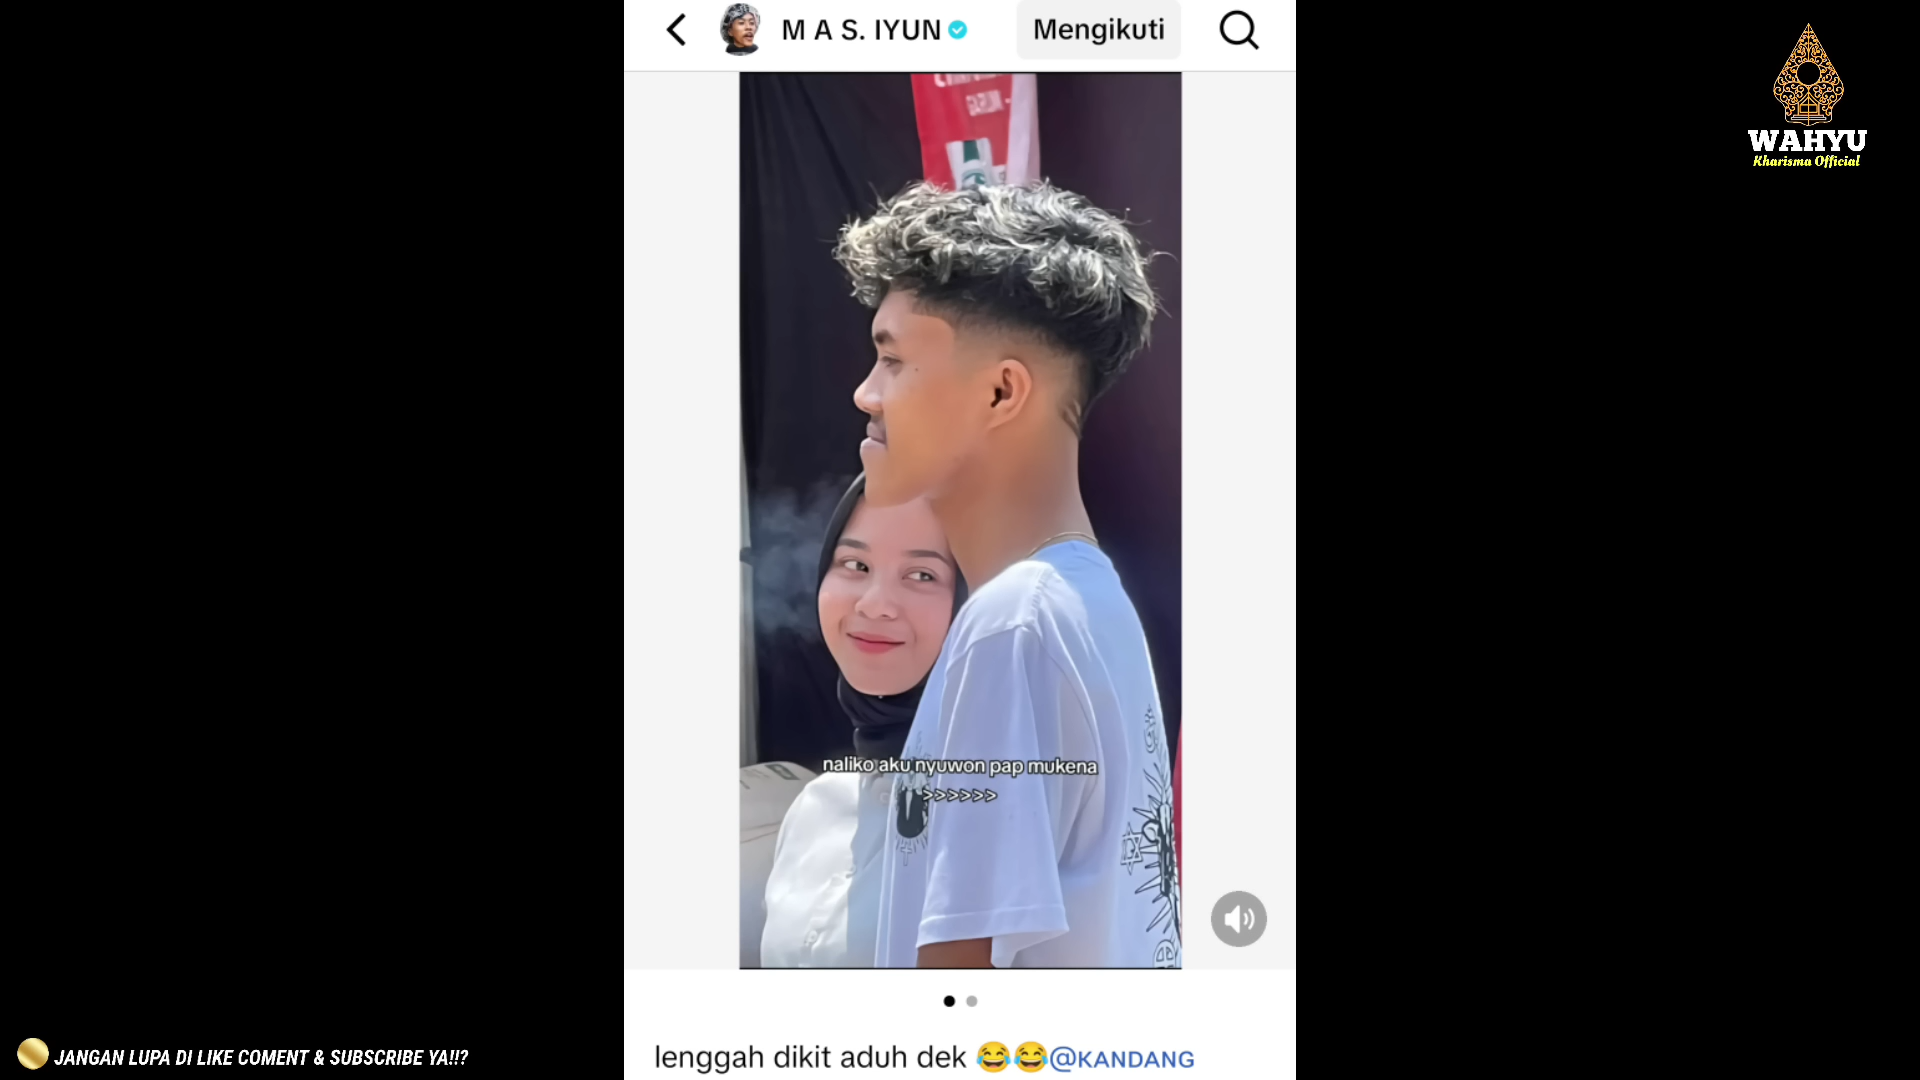 M A S. IYUN
Mengikuti
WAHYU
Kharisma Official
naliko aku nyuwon pap mukena
>>>>>>
lenggah dikit aduh dek 😂😂@KANDANG
JANGAN LUPA DI LIKE COMENT & SUBSCRIBE YA!!?